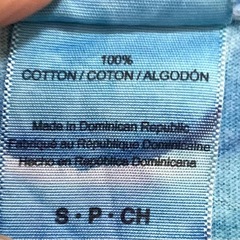 100%
COTTON / COTON / ALGODÓN
Made in Dominican Republic
Fabriqué au République Dominicaine
Hecho en República Dominicana
S • P • CH